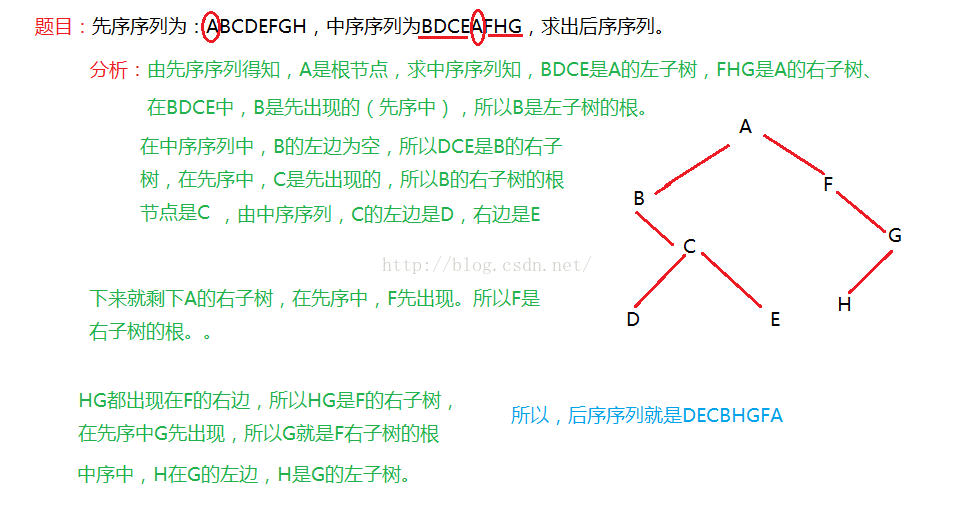 题目：先序序列为：ABCDEFGH，中序序列为BDCEAFHG，求出后序序列。
分析：由先序序列得知，A是根节点，求中序序列知，BDCE是A的左子树，FHG是A的右子树、
在BDCE中，B是先出现的（先序中），所以B是左子树的根。
在中序序列中，B的左边为空，所以DCE是B的右子
树，在先序中，C是先出现的，所以B的右子树的根
节点是C ，由中序序列，C的左边是D，右边是E
A
B
F
C
G
D
E
H
http://blog.csdn.net/
下来就剩下A的右子树，在先序中，F先出现。所以F是
右子树的根。。
HG都出现在F的右边，所以HG是F的右子树，
在先序中G先出现，所以G就是F右子树的根
中序中，H在G的左边，H是G的左子树。
所以，后序序列就是DECBHGFA